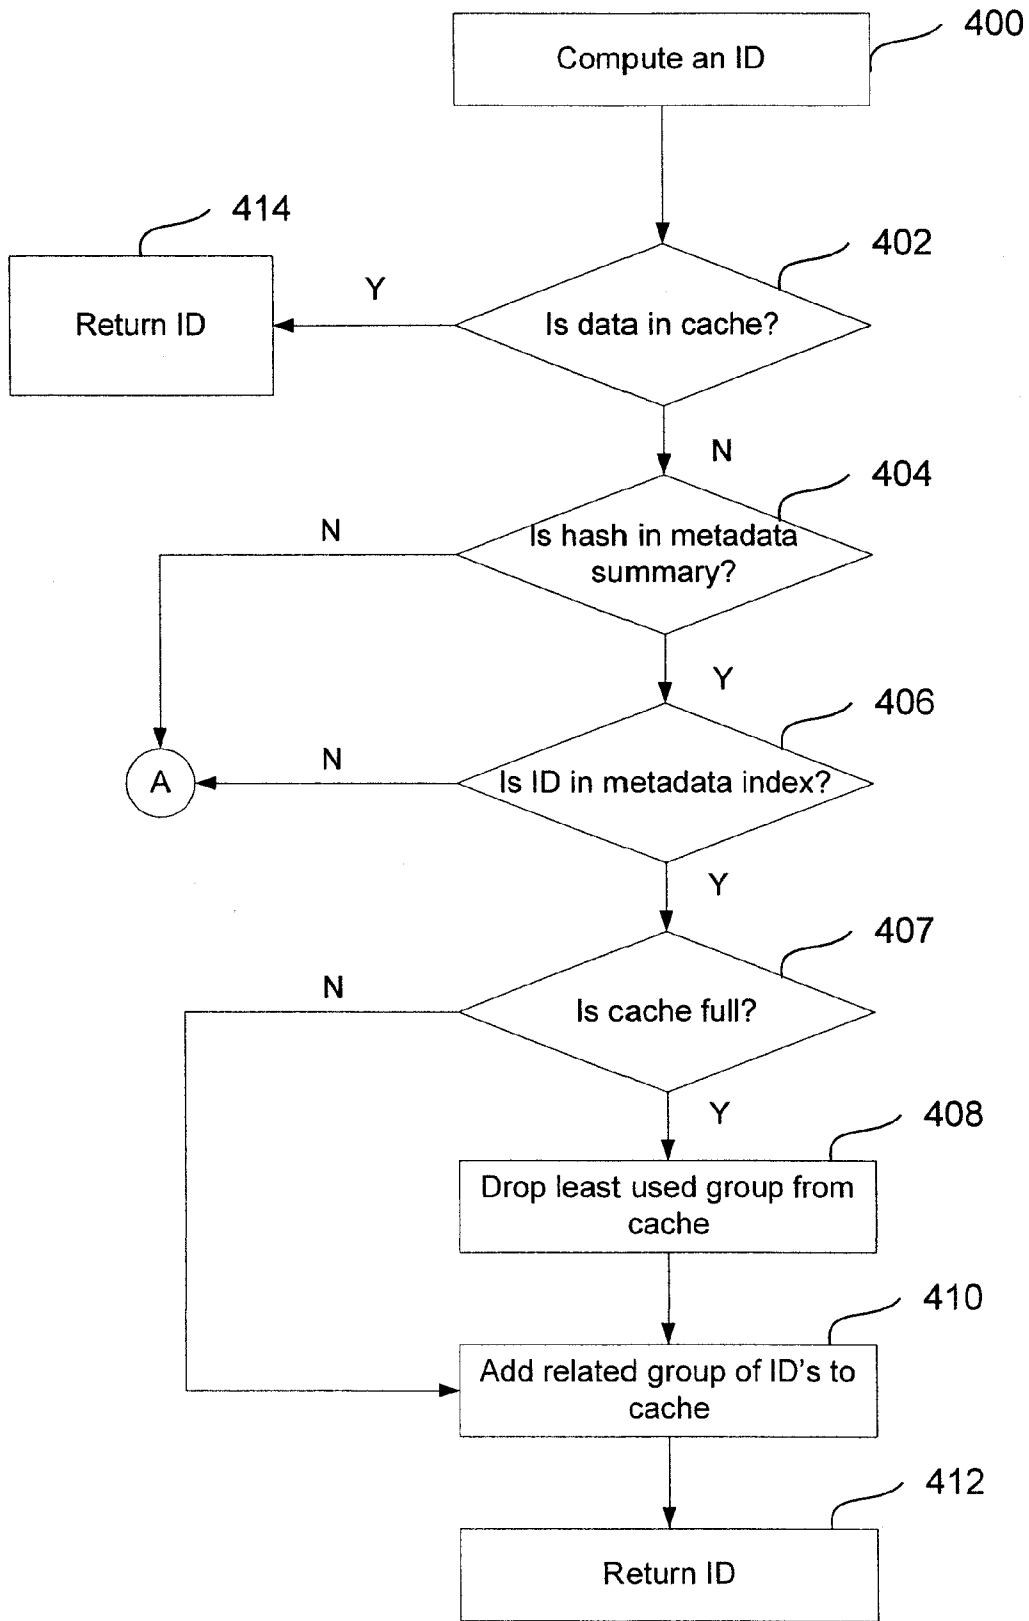 400
Compute an ID
414
402
Y
Return ID
Is data in cache?
N
404
N
Is hash in metadata
summary?
Y
406
N
A
Is ID in metadata index?
Y
407
N
Is cache full?
Y
408
Drop least used group from
cache
410
Add related group of ID's to
cache
412
Return ID